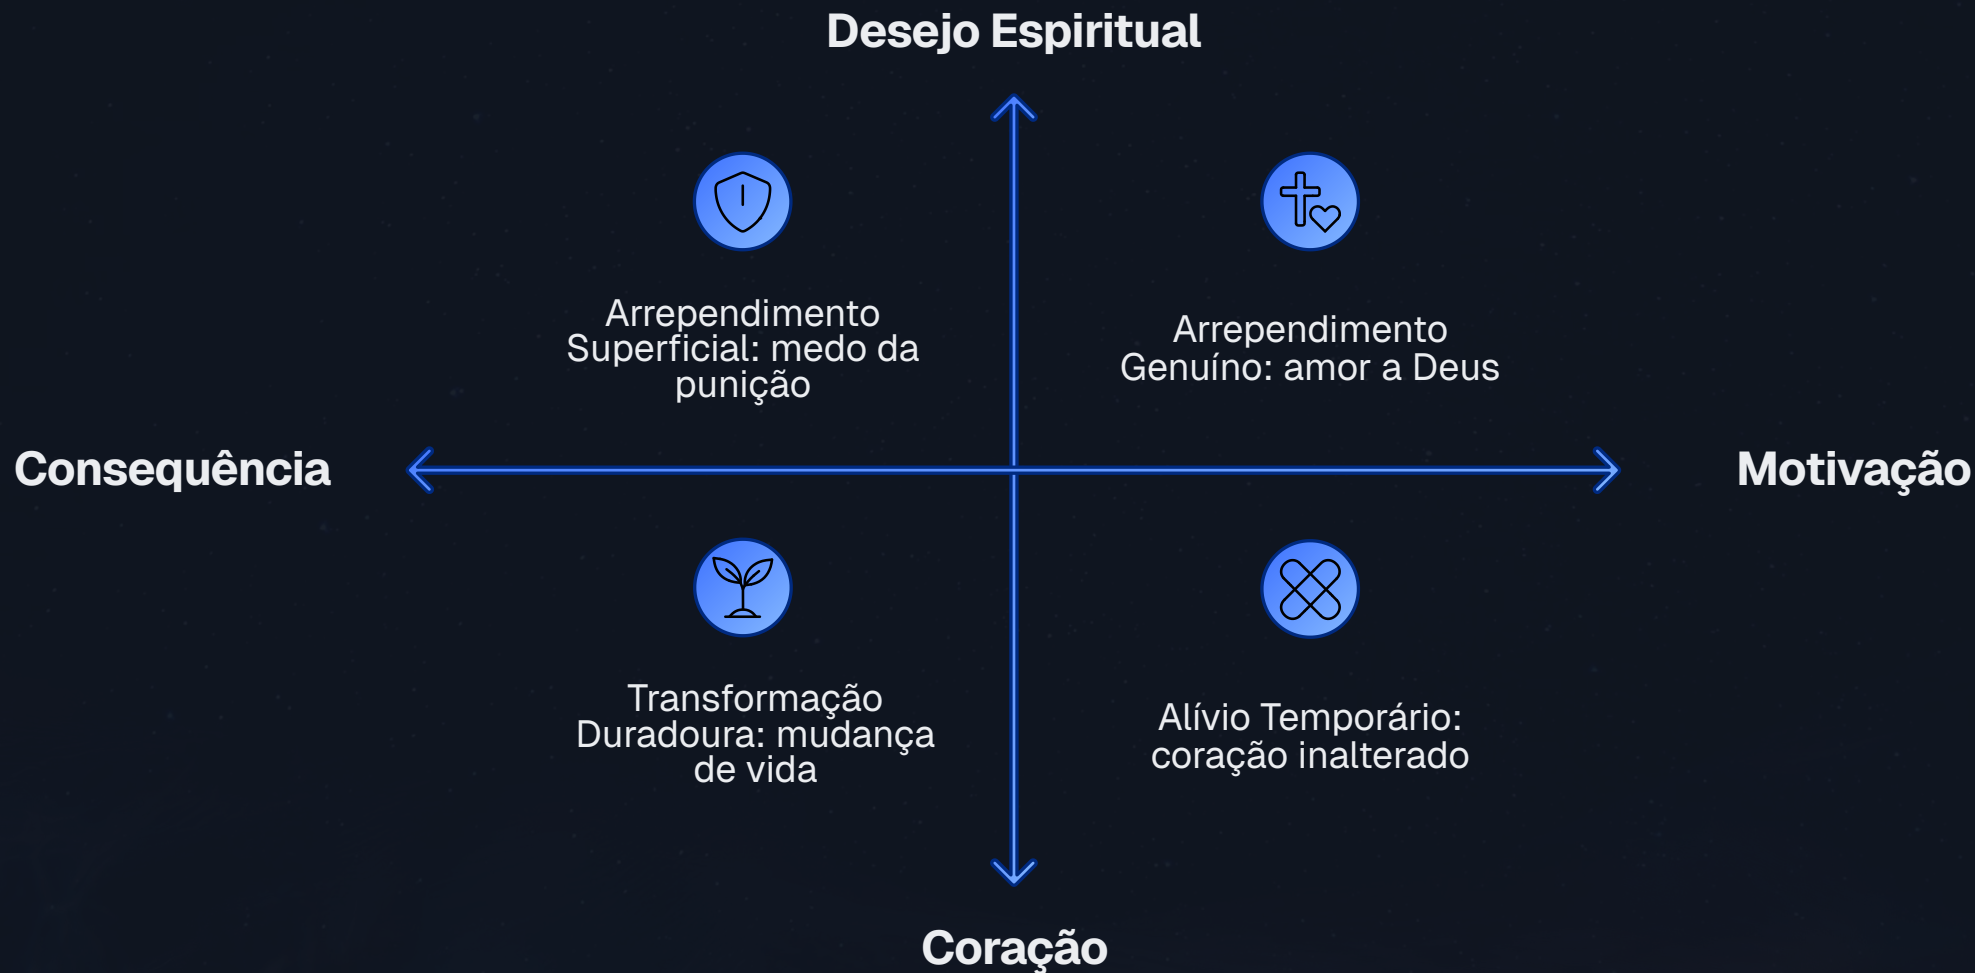 Desejo Espiritual
Arrependimento
Superficial: medo da
punição
Arrependimento
Genuíno: amor a Deus
Consequência
Motivação
Transformação
Duradoura: mudança
de vida
Alívio Temporário:
coração inalterado
Coração